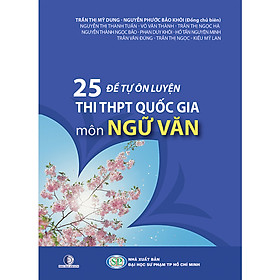 TRẦN THỊ MỸ DUNG - NGUYỄN PHƯỚC BẢO KHÔI (Đồng chủ biên)
NGUYỄN THỊ THANH TUẤN - VÕ VĂN THÀNH - TRẦN THỊ NGỌC HÀ
NGUYỄN THÀNH NGỌC BẢO - PHAN DUY KHÔI - HỒ TẤN NGUYÊN MINH
TRẦN VĂN ĐÚNG - TRẦN THỊ NGỌC - KIỀU MỸ LAN
25 ĐỀ TỰ ÔN LUYỆN
THI THPT QUỐC GIA
môn NGỮ VĂN
NHÀ XUẤT BẢN
ĐẠI HỌC SƯ PHẠM TP HỒ CHÍ MINH